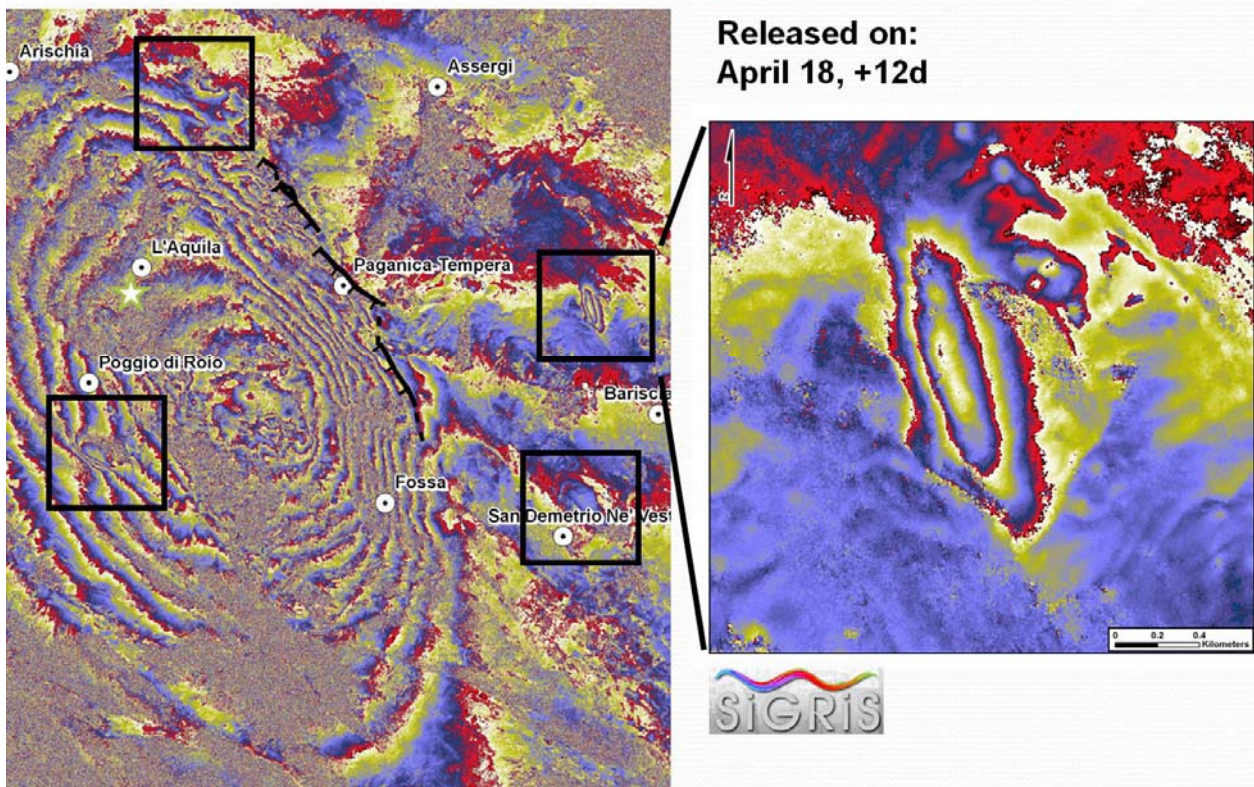 Released on:
April 18, +12d
Arischia
Assergi
L'Aquila
Paganica-Tempera
Poggio di Roio
Bariscia
Fossa
San Demetrio Ne' Vest
0 0.2 0.4
Kilometers
SiGRiS